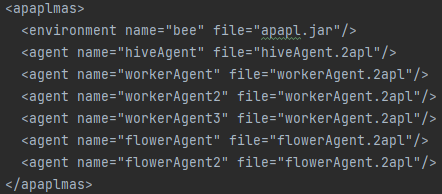 <apaplmas>
<environment name="bee" file="apapl.jar"/>
<agent name="hiveAgent" file="hiveAgent.2apl"/>
<agent name="workerAgent" file="workerAgent.2apl"/>
<agent name="workerAgent2" file="workerAgent.2apl"/>
<agent name="workerAgent3" file="workerAgent.2apl"/>
<agent name="flowerAgent" file="flowerAgent.2apl"/>
<agent name="flowerAgent2" file="flowerAgent.2apl"/>
</apaplmas>